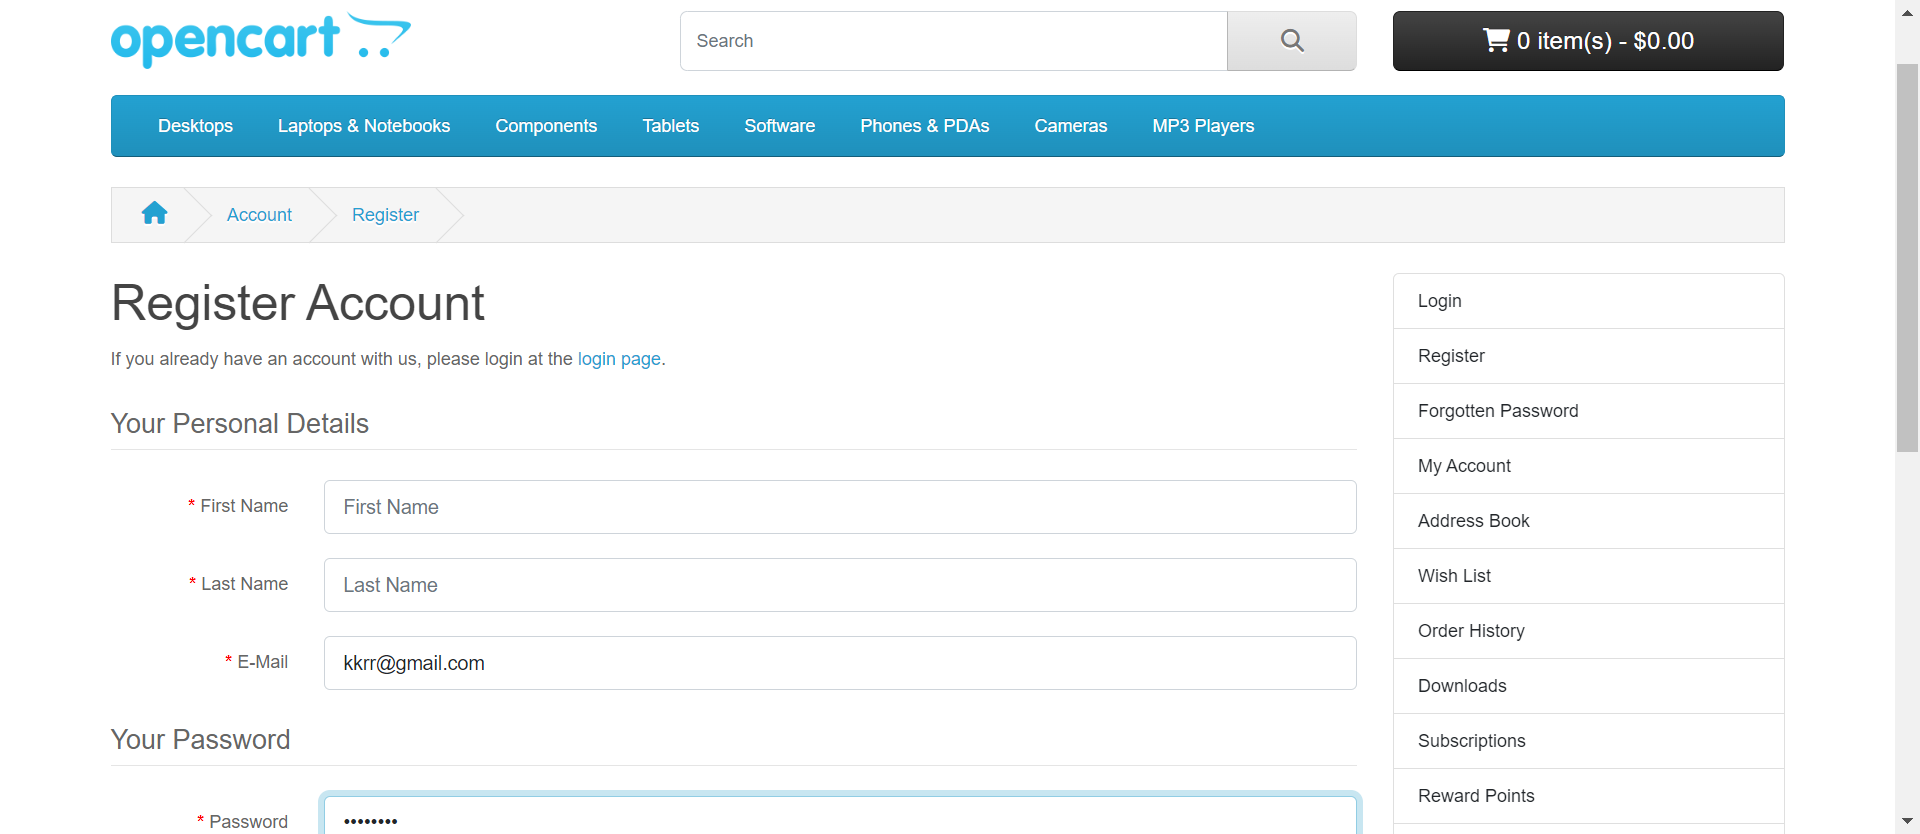 opencart
Search
0 item(s) - $0.00
Desktops Laptops & Notebooks Components Tablets Software Phones & PDAs Cameras MP3 Players
Account Register
Register Account
If you already have an account with us, please login at the login page.
Your Personal Details
* First Name First Name
* Last Name Last Name
* E-Mail kkrr@gmail.com
Your Password
* Password ••••••••
Login
Register
Forgotten Password
My Account
Address Book
Wish List
Order History
Downloads
Subscriptions
Reward Points